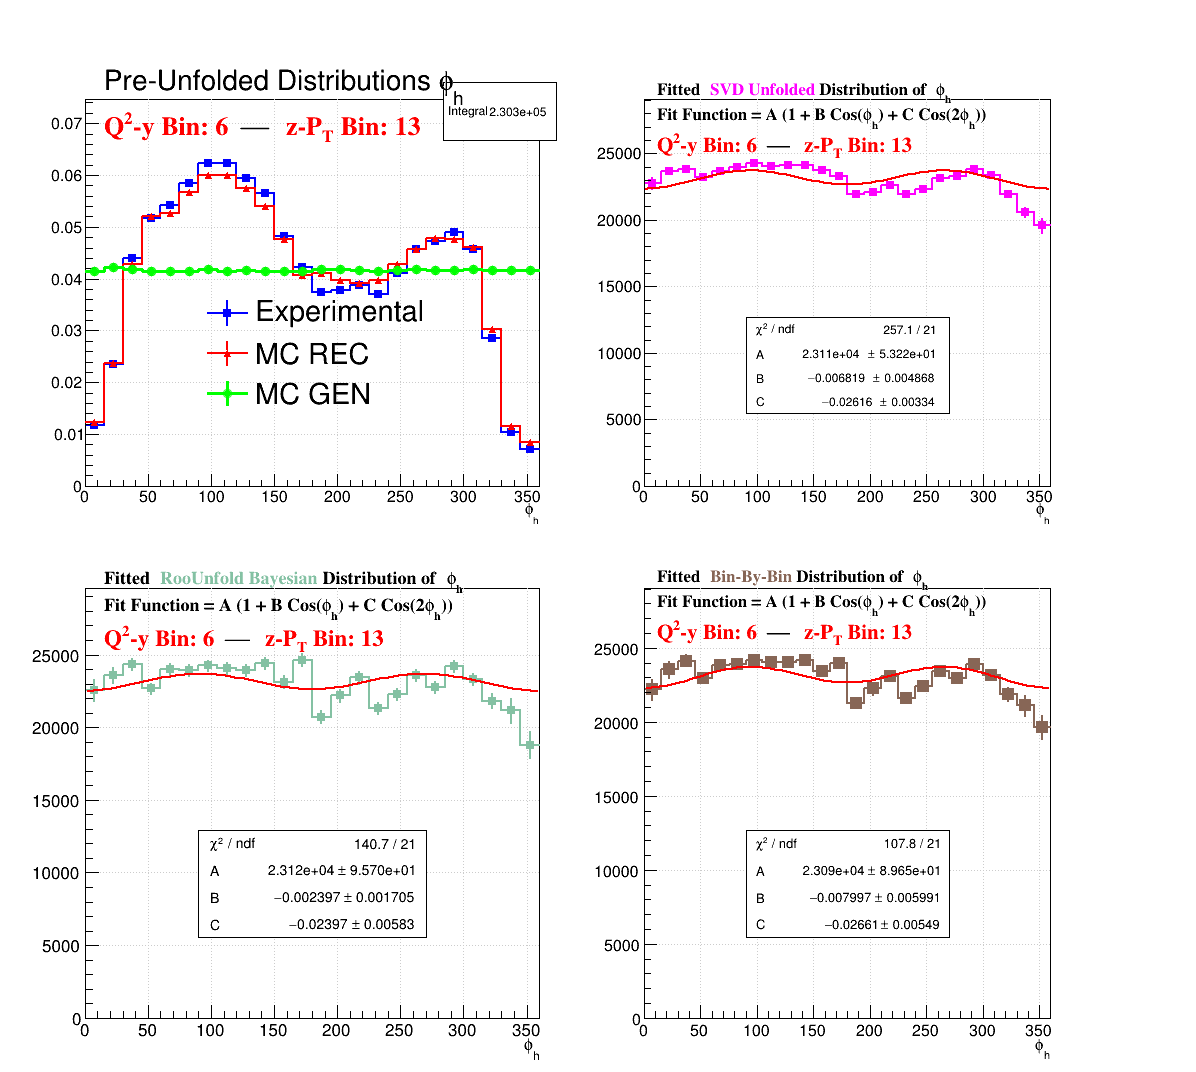 Pre-Unfolded Distributions ϕh
Integral 2.303e+05
Q2-y Bin: 6 — z-PT Bin: 13
0.07
0.06
0.05
0.04
0.03
0.02
0.01
0
Experimental
MC REC
MC GEN
0 50 100 150 200 250 300 350
ϕh
Fitted SVD Unfolded Distribution of ϕh
Fit Function = A (1 + B Cos(ϕh) + C Cos(2ϕh))
Q2-y Bin: 6 — z-PT Bin: 13
25000
20000
15000
10000
5000
0
χ2 / ndf 257.1 / 21
A 2.311e+04 ± 5.322e+01
B −0.006819 ± 0.004868
C −0.02616 ± 0.00334
0 50 100 150 200 250 300 350
ϕh
Fitted RooUnfold Bayesian Distribution of ϕh
Fit Function = A (1 + B Cos(ϕh) + C Cos(2ϕh))
Q2-y Bin: 6 — z-PT Bin: 13
25000
20000
15000
10000
5000
0
χ2 / ndf 140.7 / 21
A 2.312e+04 ± 9.570e+01
B −0.002397 ± 0.001705
C −0.02397 ± 0.00583
0 50 100 150 200 250 300 350
ϕh
Fitted Bin-By-Bin Distribution of ϕh
Fit Function = A (1 + B Cos(ϕh) + C Cos(2ϕh))
Q2-y Bin: 6 — z-PT Bin: 13
25000
20000
15000
10000
5000
0
χ2 / ndf 107.8 / 21
A 2.309e+04 ± 8.965e+01
B −0.007997 ± 0.005991
C −0.02661 ± 0.00549
0 50 100 150 200 250 300 350
ϕh